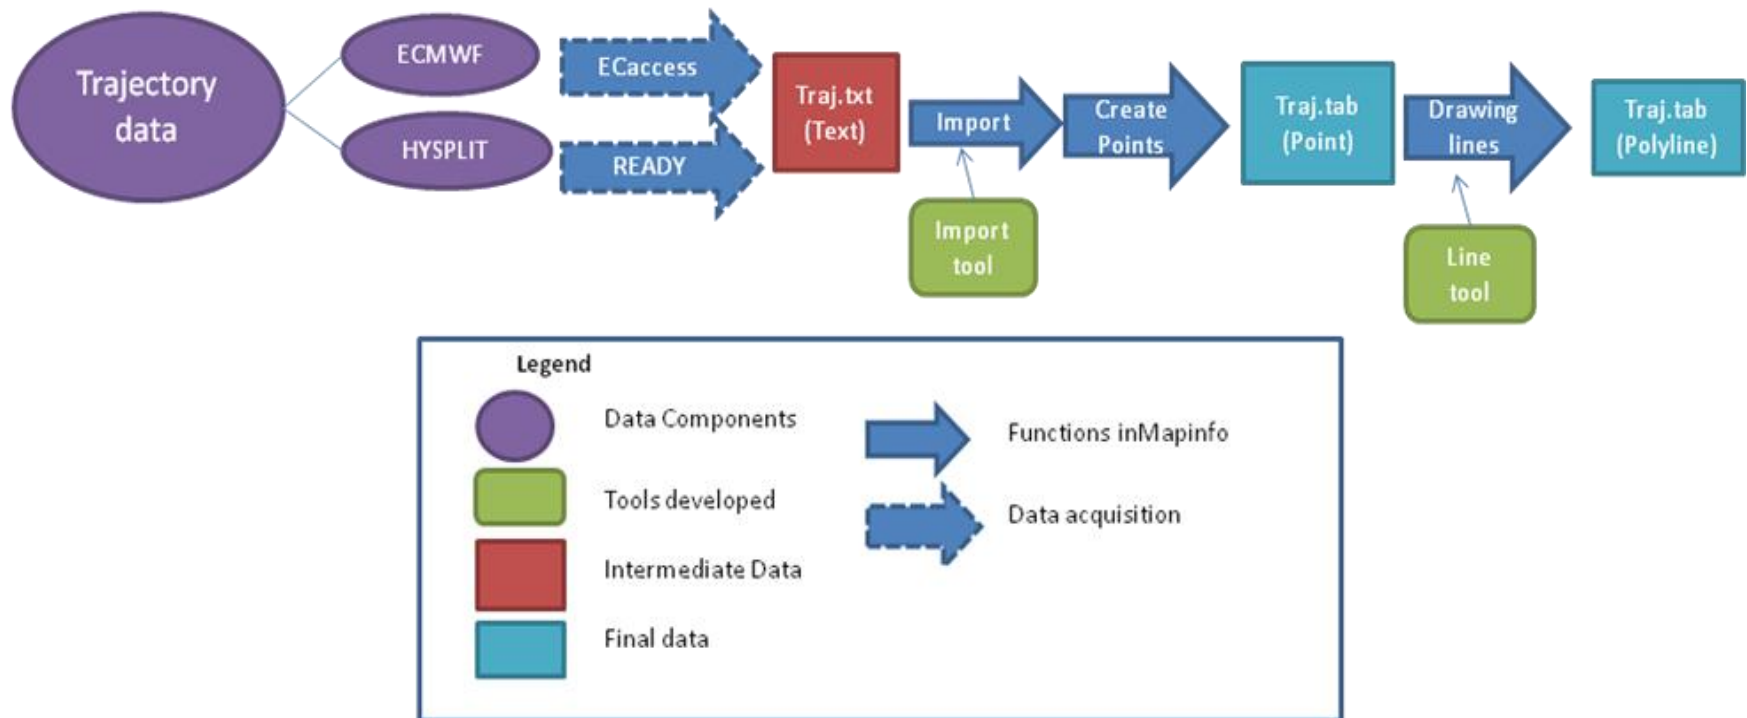 Trajectory
data
ECMWF
HYSPLIT
ECaccess
READY
Traj.txt
(Text)
Import
Create
Points
Traj.tab
(Point)
Drawing
lines
Traj.tab
(Polyline)
Import
tool
Line
tool
Legend
Data Components
Functions inMapinfo
Tools developed
Data acquisition
Intermediate Data
Final data